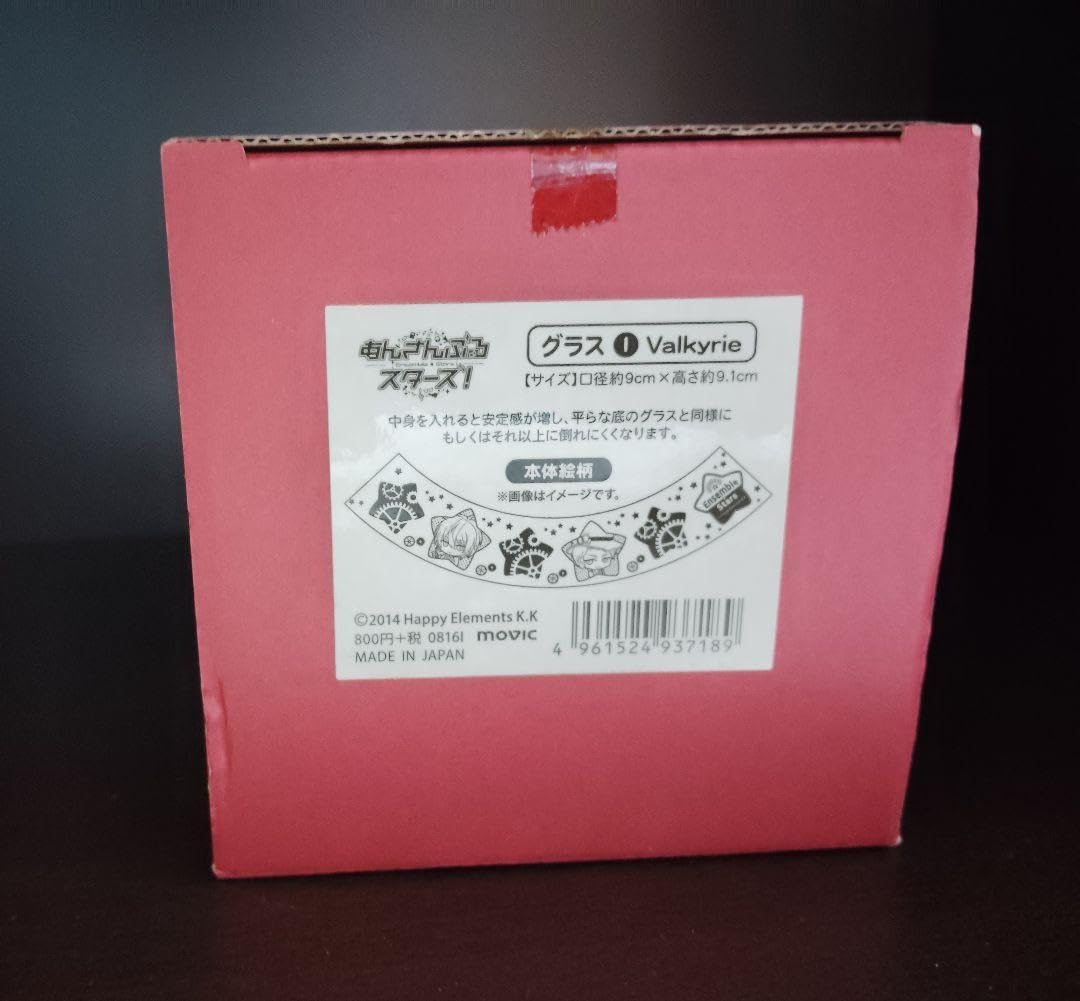 あんさんぶる
スターズ!
グラス ❶ Valkyrie
【サイズ】口径約9cm×高さ約9.1cm
中身を入れると安定感が増し、平らな底のグラスと同様に
もしくはそれ以上に倒れにくくなります。
本体絵柄
※画像はイメージです。
Ensemble
Stars
©2014 Happy Elements K.K
800円+税 0816I movic
MADE IN JAPAN
4 961524 937189